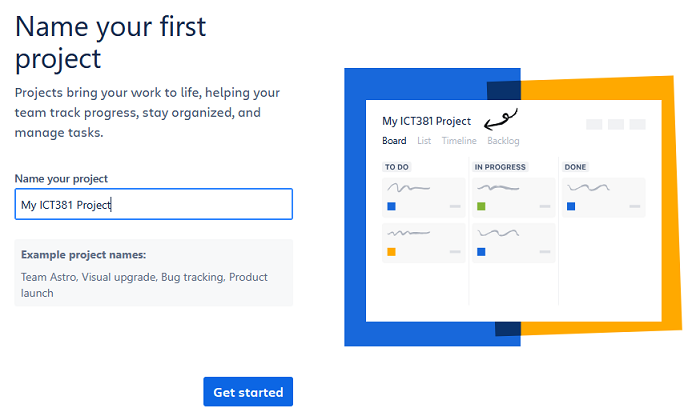 Name your first
project
Projects bring your work to life, helping your
team track progress, stay organized, and
manage tasks.
Name your project
My ICT381 Project
Example project names:
Team Astro, Visual upgrade, Bug tracking, Product
launch
Get started
My ICT381 Project
Board List Timeline Backlog
TO DO IN PROGRESS DONE